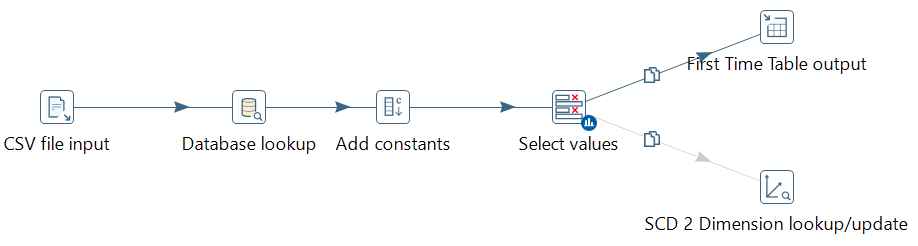 First Time Table output
CSV file input
Database lookup
Add constants
Select values
SCD 2 Dimension lookup/update